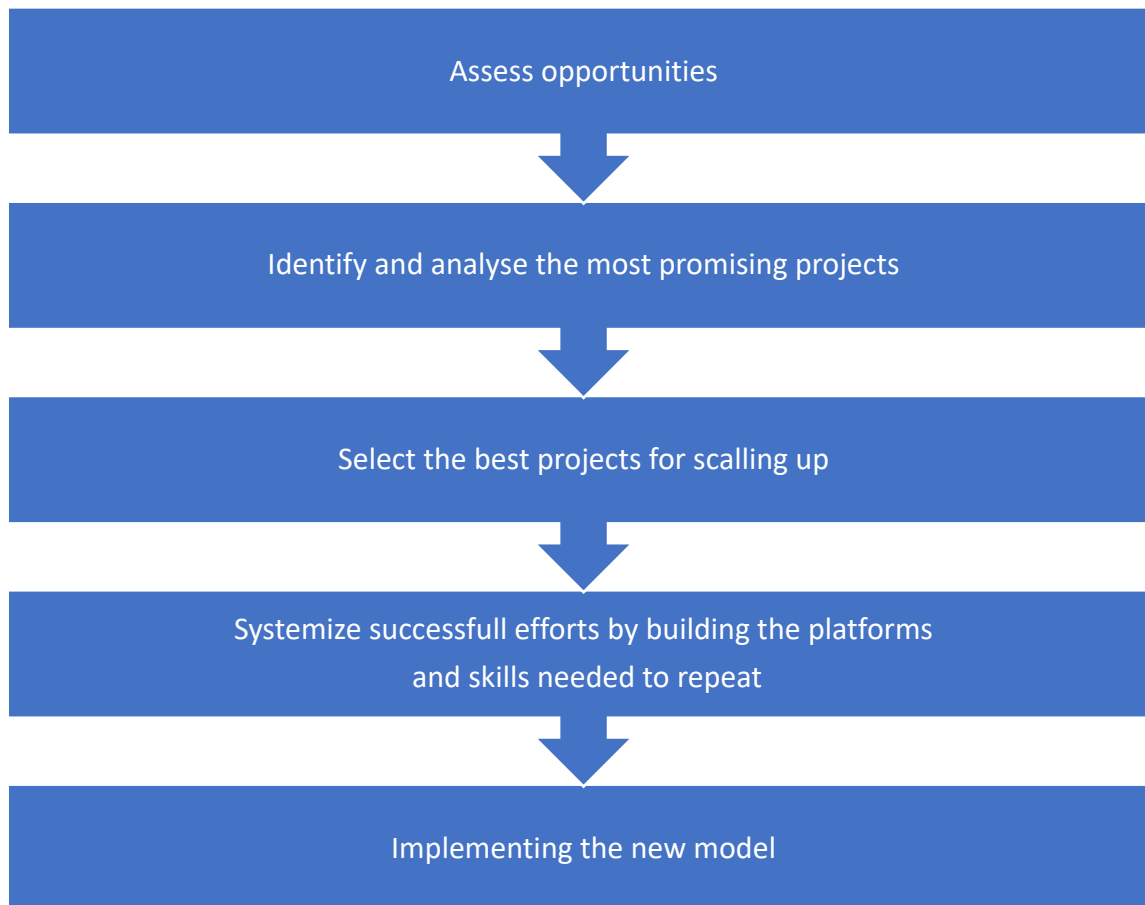 Assess opportunities
Identify and analyse the most promising projects
Select the best projects for scalling up
Systemize successfull efforts by building the platforms
and skills needed to repeat
Implementing the new model